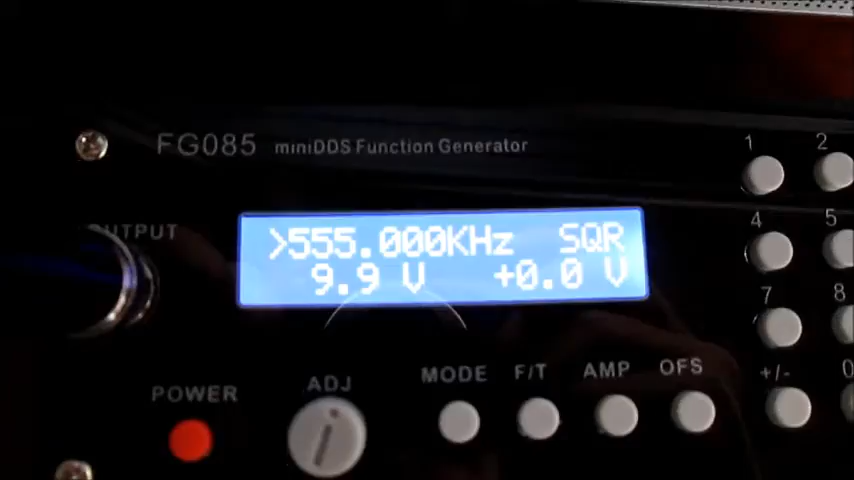 FG085 miniDDS Function Generator
1 2
OUTPUT
>555.000KHz SQR
9.9 V +0.0 V
4 5
7 8
POWER
ADJ
MODE F/T AMP OFS
+/- 0